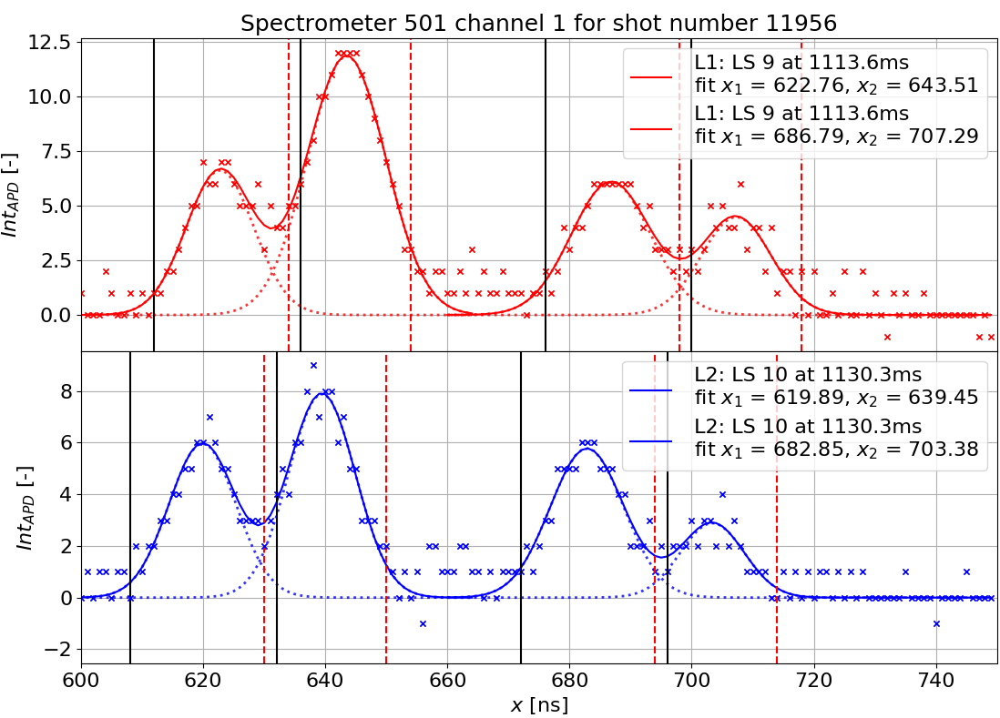 Spectrometer 501 channel 1 for shot number 11956
12.5
10.0
7.5
5.0
2.5
0.0
Int_APD [-]
L1: LS 9 at 1113.6ms
fit x₁ = 622.76, x₂ = 643.51
L1: LS 9 at 1113.6ms
fit x₁ = 686.79, x₂ = 707.29
8
6
4
2
0
−2
Int_APD [-]
L2: LS 10 at 1130.3ms
fit x₁ = 619.89, x₂ = 639.45
L2: LS 10 at 1130.3ms
fit x₁ = 682.85, x₂ = 703.38
600 620 640 660 680 700 720 740
x [ns]